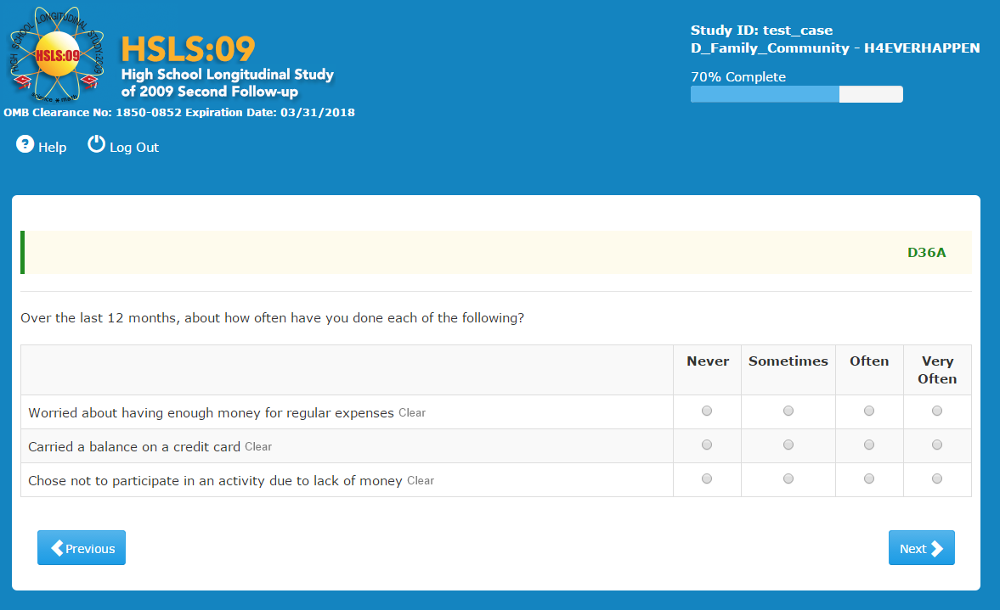 HIGH SCHOOL LONGITUDINAL STUDY:2009
HSLS:09
science * math
HSLS:09
High School Longitudinal Study
of 2009 Second Follow-up
OMB Clearance No: 1850-0852 Expiration Date: 03/31/2018
Study ID: test_case
D_Family_Community - H4EVERHAPPEN
70% Complete
? Help Log Out
D36A
Over the last 12 months, about how often have you done each of the following?
Never Sometimes Often Very Often
Worried about having enough money for regular expenses Clear
Carried a balance on a credit card Clear
Chose not to participate in an activity due to lack of money Clear
Previous Next